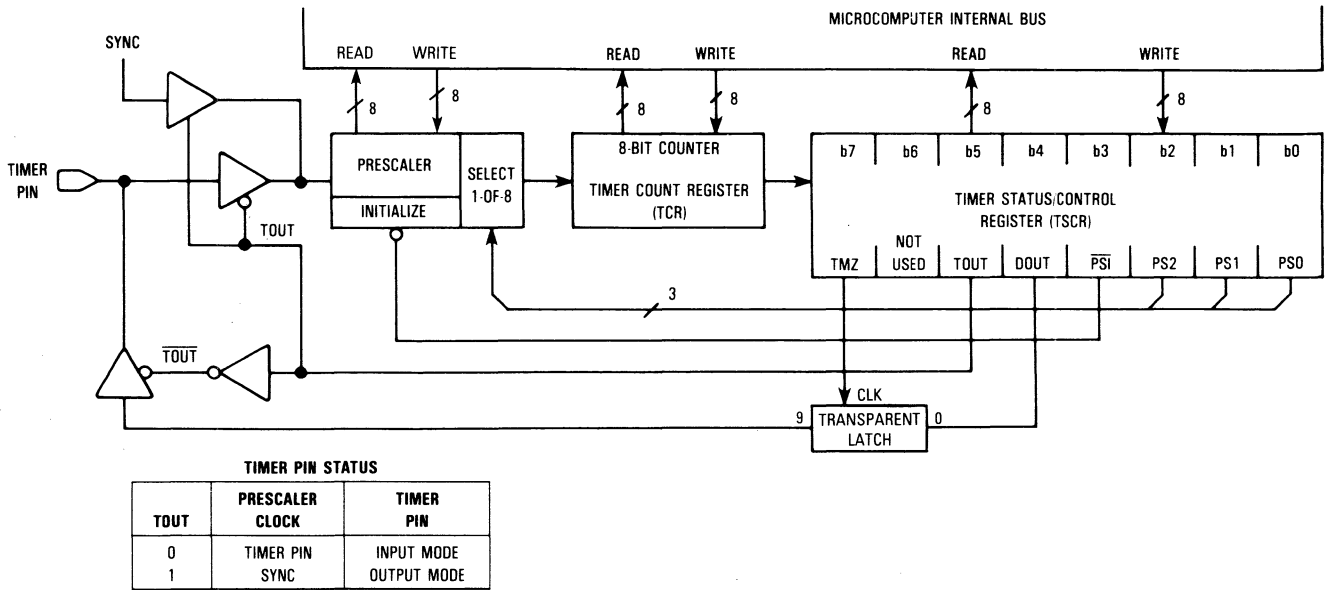 MICROCOMPUTER INTERNAL BUS
SYNC
READ
WRITE
READ
WRITE
READ
WRITE
8
8
8
8
8
8
TIMER
PIN
PRESCALER
INITIALIZE
SELECT
1-OF-8
8-BIT COUNTER
TIMER COUNT REGISTER
(TCR)
b7
b6
b5
b4
b3
b2
b1
b0
TIMER STATUS/CONTROL
REGISTER (TSCR)
TMZ
NOT
USED
TOUT
DOUT
PSI
PS2
PS1
PS0
TOUT
3
TOUT
CLK
9
TRANSPARENT
LATCH
0
TIMER PIN STATUS
TOUT
PRESCALER
CLOCK
TIMER
PIN
0
TIMER PIN
INPUT MODE
1
SYNC
OUTPUT MODE